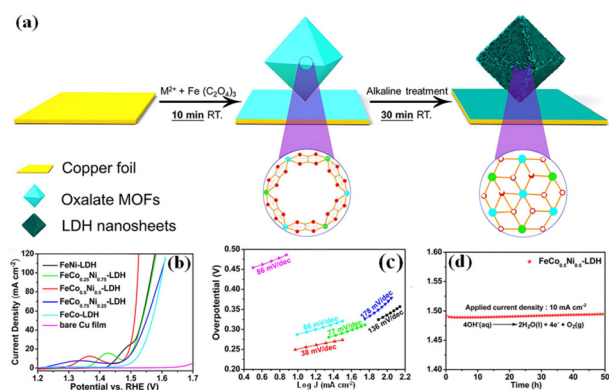 (a)
M²⁺ + Fe (C₂O₄)₃
10 min RT.
Alkaline treatment
30 min RT.
Copper foil
Oxalate MOFs
LDH nanosheets
(b)
Current Density (mA cm⁻²)
120
100
80
60
40
20
0
FeNi-LDH
FeCo₀.₂₅Ni₀.₇₅-LDH
FeCo₀.₅Ni₀.₅-LDH
FeCo₀.₇₅Ni₀.₂₅-LDH
FeCo-LDH
bare Cu film
1.2 1.3 1.4 1.5 1.6 1.7
Potential vs. RHE (V)
(c)
Overpotential (V)
0.50
0.45
0.40
0.35
0.30
0.25
0.20
86 mV/dec
66 mV/dec
77 mV/dec
38 mV/dec
178 mV/dec
136 mV/dec
0.4 0.6 0.8 1.0 1.2 1.4 1.6 1.8 2.0 2.2
Log J (mA cm⁻²)
(d)
FeCo₀.₅Ni₀.₅-LDH
1.60
1.55
1.50
1.45
1.40
Applied current density : 10 mA cm⁻²
4OH⁻(aq) → 2H₂O(l) + 4e⁻ + O₂(g)
0 10 20 30 40 50
Time (h)